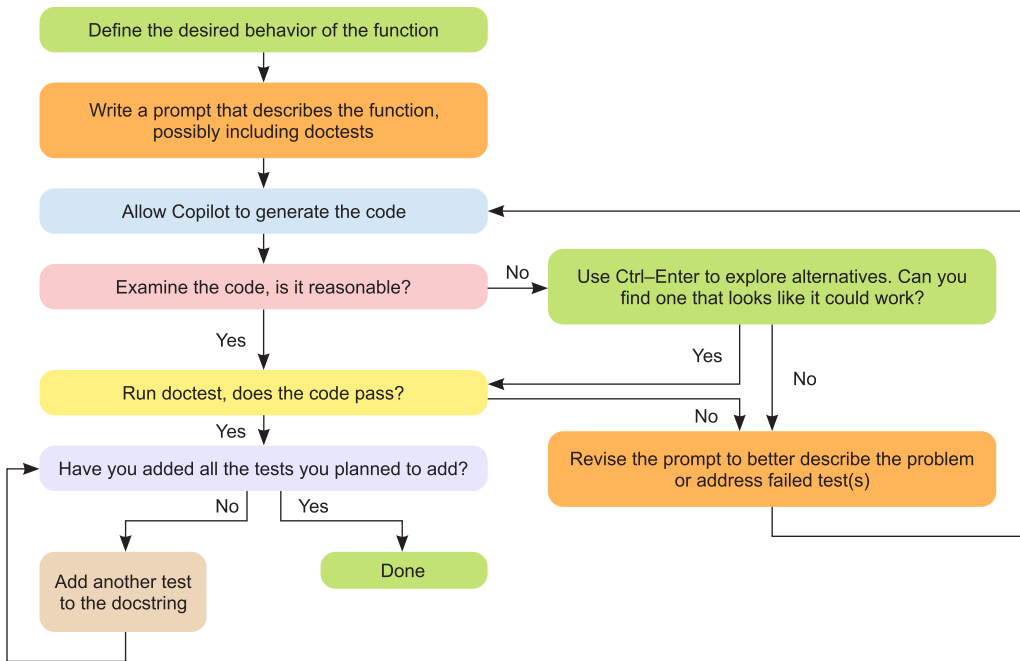 Define the desired behavior of the function
Write a prompt that describes the function,
possibly including doctests
Allow Copilot to generate the code
Examine the code, is it reasonable?
No
Use Ctrl–Enter to explore alternatives. Can you
find one that looks like it could work?
Yes
Yes
No
Run doctest, does the code pass?
No
Yes
Have you added all the tests you planned to add?
Revise the prompt to better describe the problem
or address failed test(s)
No
Yes
Add another test
to the docstring
Done